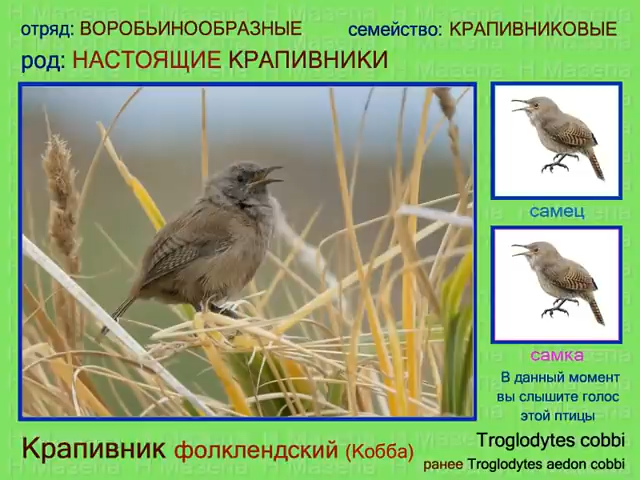 отряд: ВОРОБЬИНООБРАЗНЫЕ семейство: КРАПИВНИКОВЫЕ
род: НАСТОЯЩИЕ КРАПИВНИКИ
самец
самка
В данный момент
вы слышите голос
этой птицы
Крапивник фолклендский (Кобба)
Troglodytes cobbi
ранее Troglodytes aedon cobbi